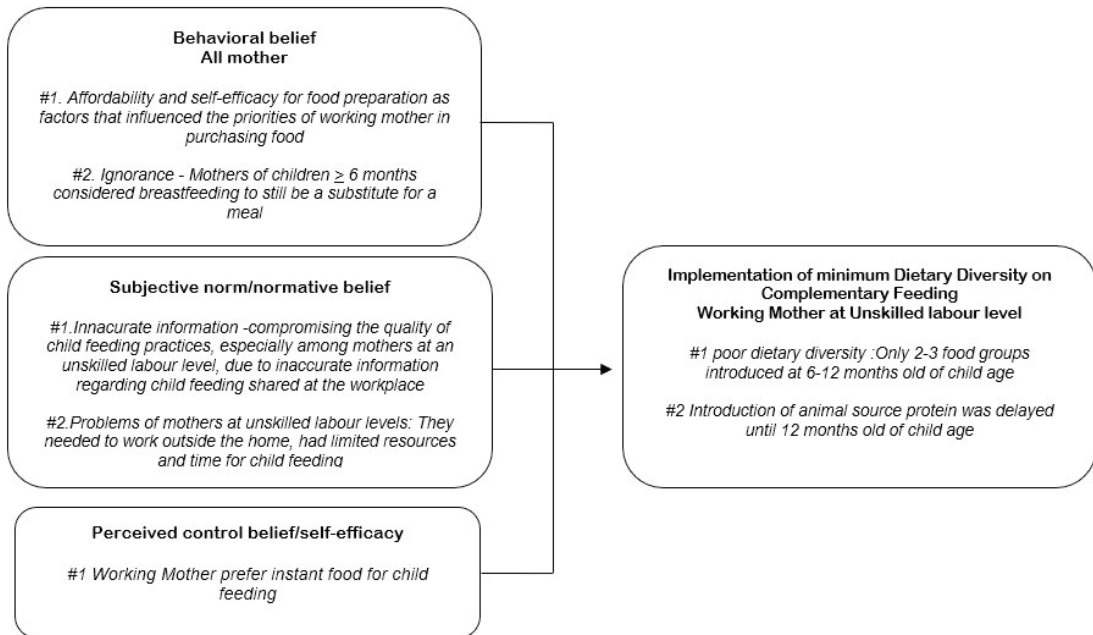 Behavioral belief
All mother
#1. Affordability and self-efficacy for food preparation as
factors that influenced the priorities of working mother in
purchasing food
#2. Ignorance - Mothers of children ≥ 6 months
considered breastfeeding to still be a substitute for a
meal
Subjective norm/normative belief
#1.Innacurate information -compromising the quality of
child feeding practices, especially among mothers at an
unskilled labour level, due to inaccurate information
regarding child feeding shared at the workplace
#2.Problems of mothers at unskilled labour levels: They
needed to work outside the home, had limited resources
and time for child feeding
Perceived control belief/self-efficacy
#1 Working Mother prefer instant food for child
feeding
Implementation of minimum Dietary Diversity on
Complementary Feeding
Working Mother at Unskilled labour level
#1 poor dietary diversity :Only 2-3 food groups
introduced at 6-12 months old of child age
#2 Introduction of animal source protein was delayed
until 12 months old of child age